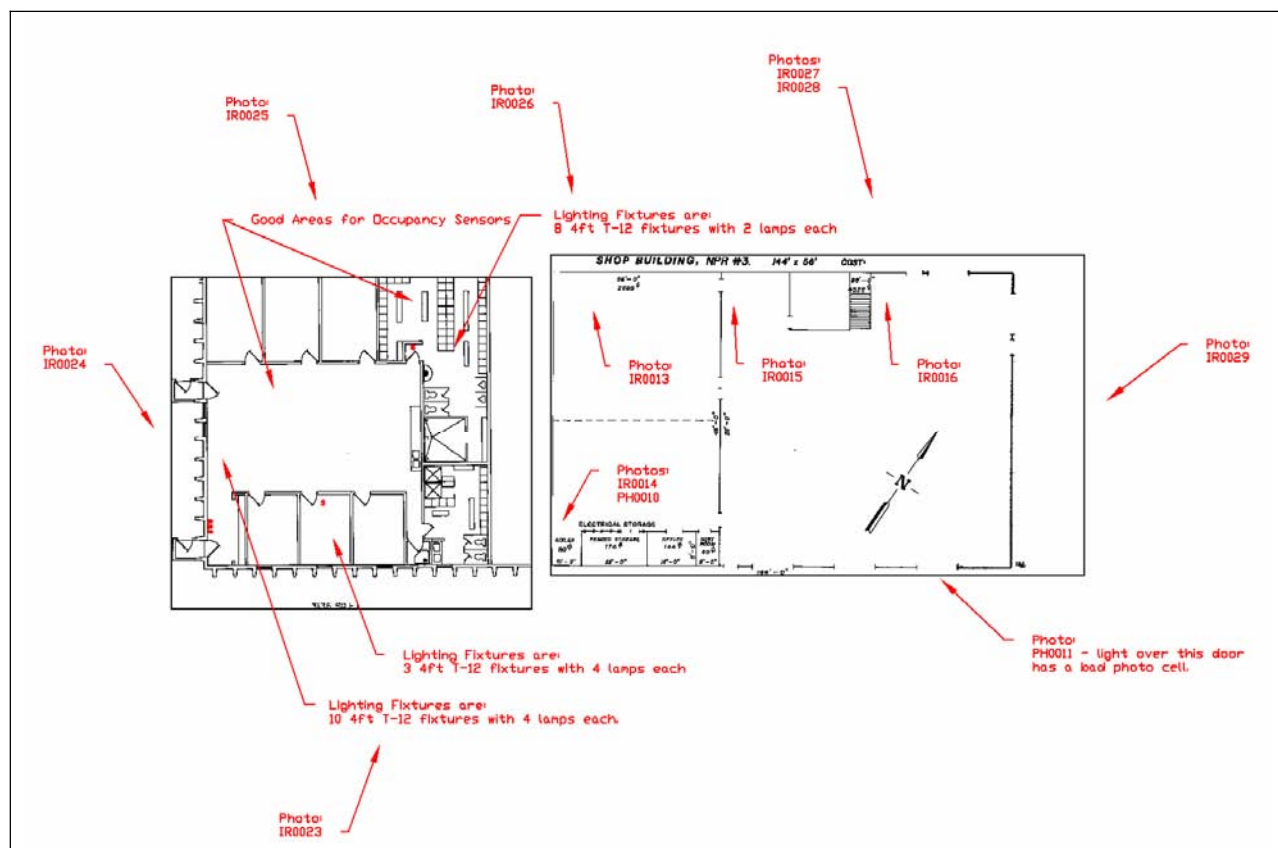 Photos:
IR0027
IR0028
Photo:
IR0025
Photo:
IR0026
Good Areas for Occupancy Sensors
Lighting Fixtures are:
8 4ft T-12 fixtures with 2 lamps each
SHOP BUILDING, NPR #3. 144' x 56' COST:
Photo:
IR0024
Photo:
IR0013
Photo:
IR0015
Photo:
IR0016
Photo:
IR0029
Photos:
IR0014
PH0010
N
ELECTRICAL STORAGE
BOILER
OFFICE
Photo:
PH0011 - light over this door
has a bad photo cell.
Lighting Fixtures are:
3 4ft T-12 fixtures with 4 lamps each
Lighting Fixtures are:
10 4ft T-12 fixtures with 4 lamps each.
Photo:
IR0023